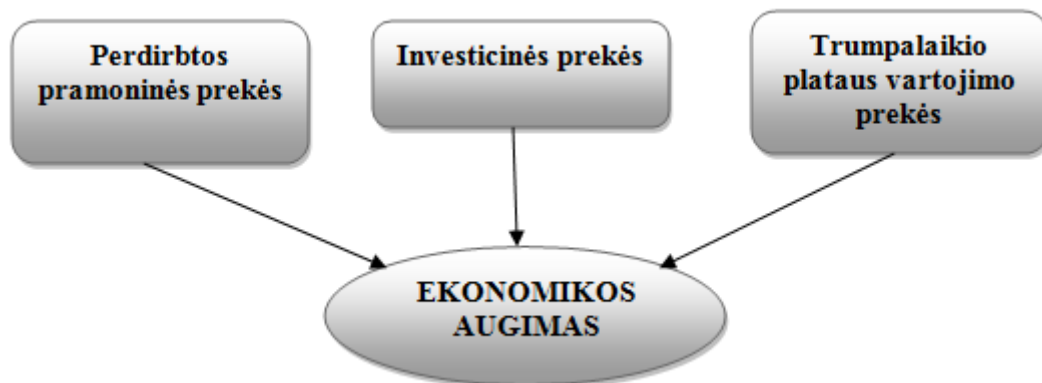 Perdirbtos
pramoninės prekės
Investicinės prekės
Trumpalaikio
plataus vartojimo
prekės
EKONOMIKOS
AUGIMAS